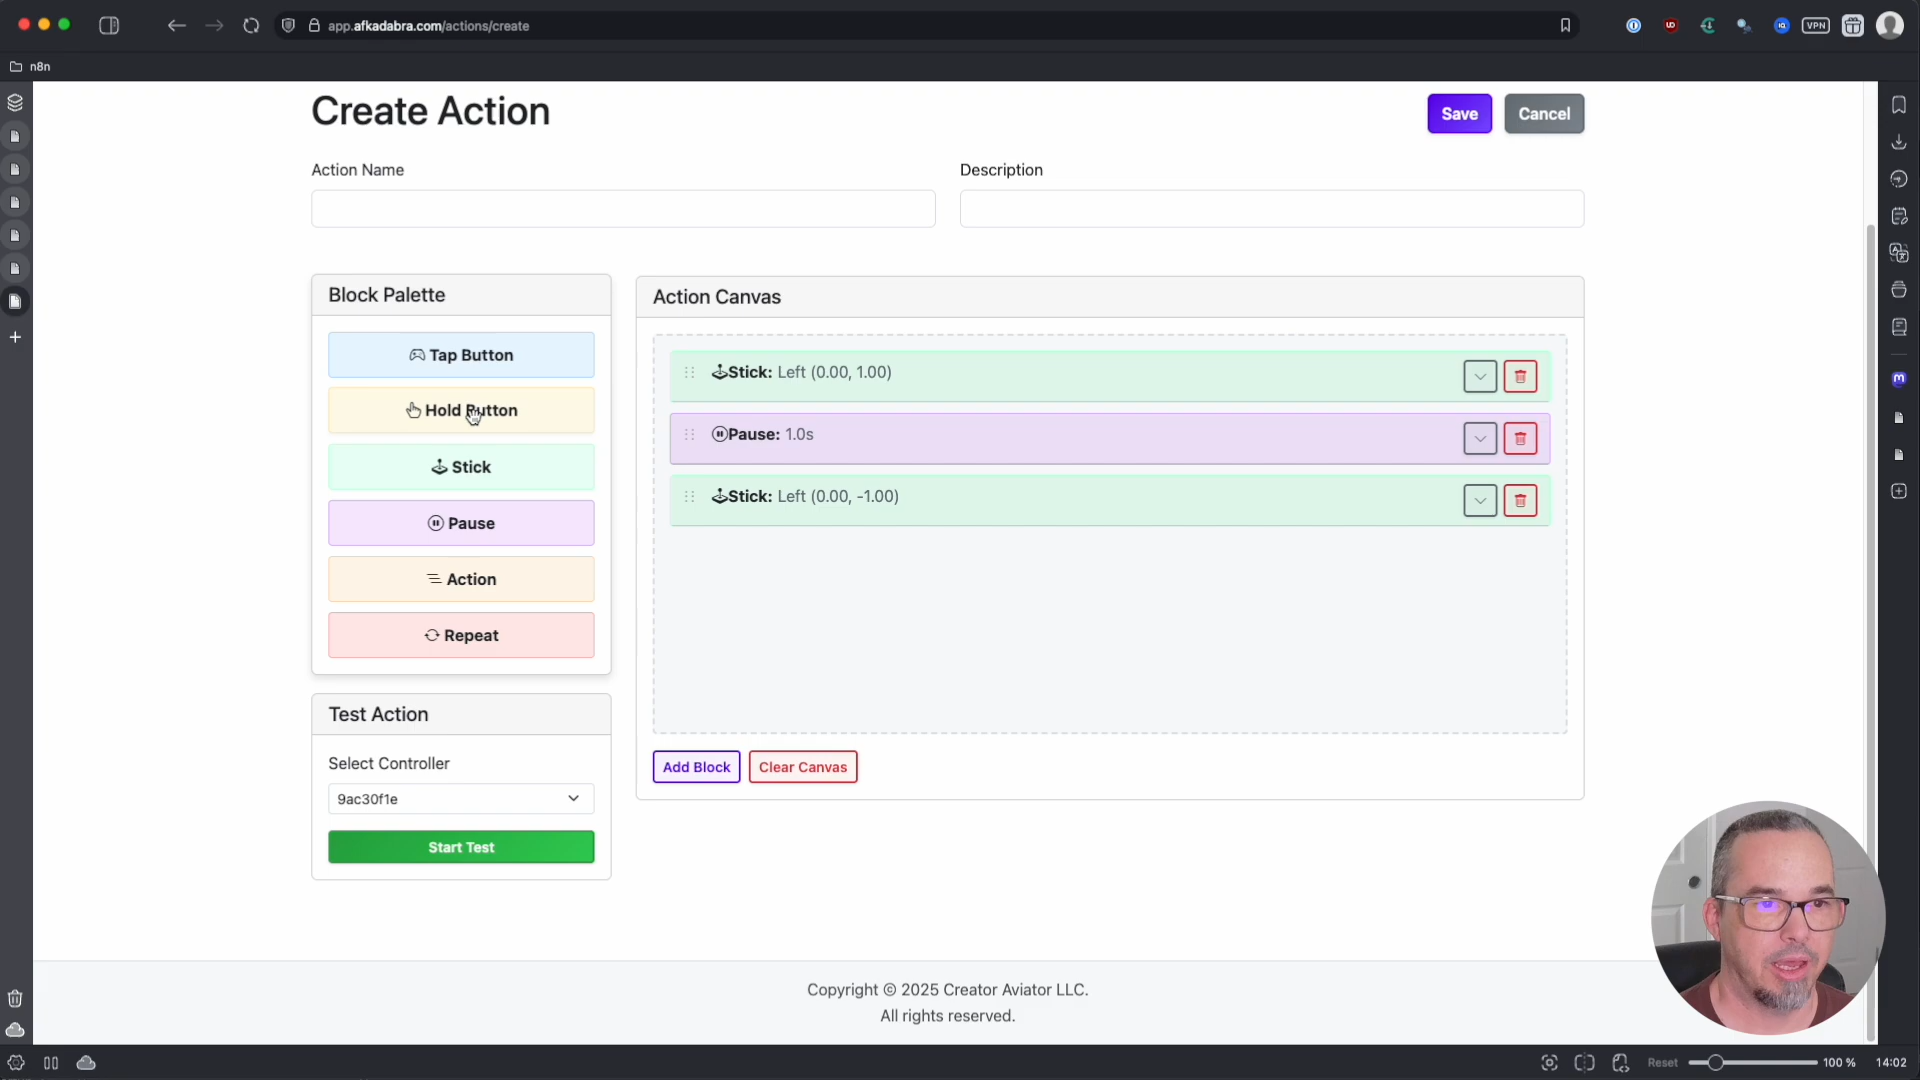 app.afkadabra.com/actions/create
VPN
n8n
Create Action
Save
Cancel
Action Name
Description
Block Palette
Action Canvas
Tap Button
Stick: Left (0.00, 1.00)
Hold Button
Pause: 1.0s
Stick
Stick: Left (0.00, -1.00)
Pause
Action
Repeat
Test Action
Select Controller
Add Block
Clear Canvas
9ac30f1e
Start Test
Copyright © 2025 Creator Aviator LLC.
All rights reserved.
Reset
100 %
14:02